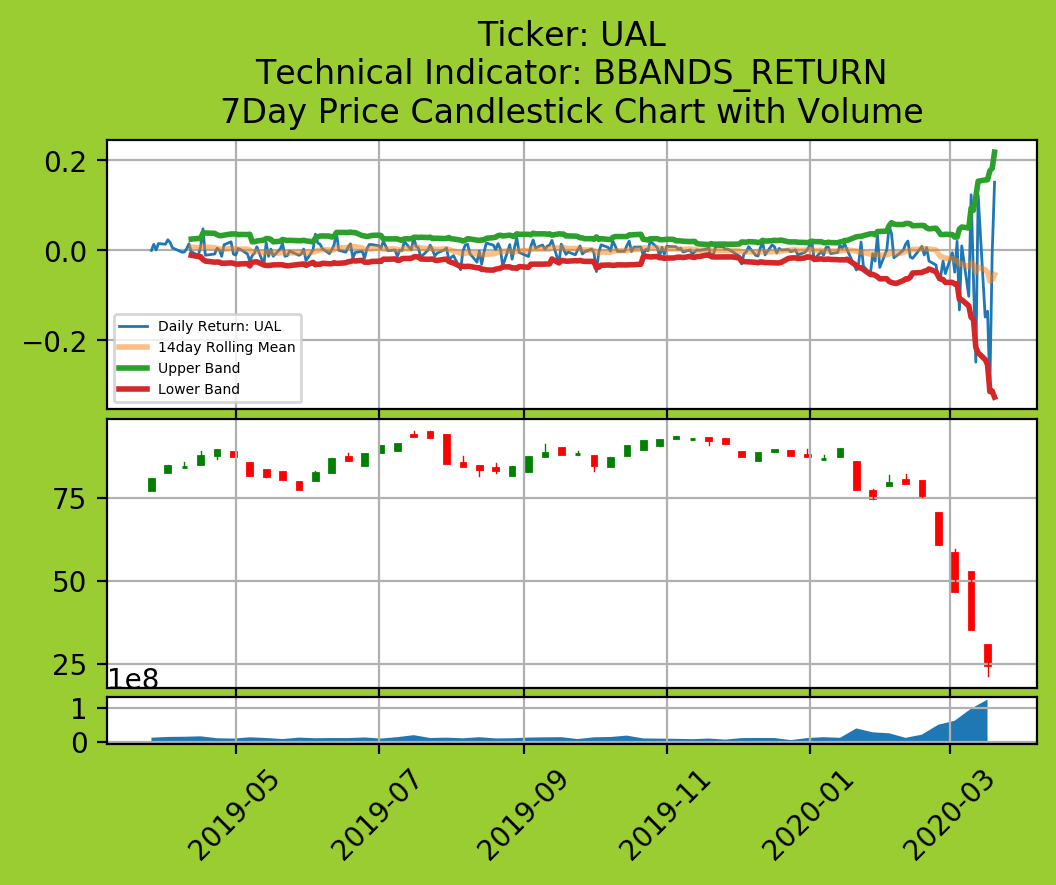 Ticker: UAL
Technical Indicator: BBANDS_RETURN
7Day Price Candlestick Chart with Volume
0.2
0.0
−0.2
Daily Return: UAL
14day Rolling Mean
Upper Band
Lower Band
75
50
25
1e8
1
0
2019-05
2019-07
2019-09
2019-11
2020-01
2020-03